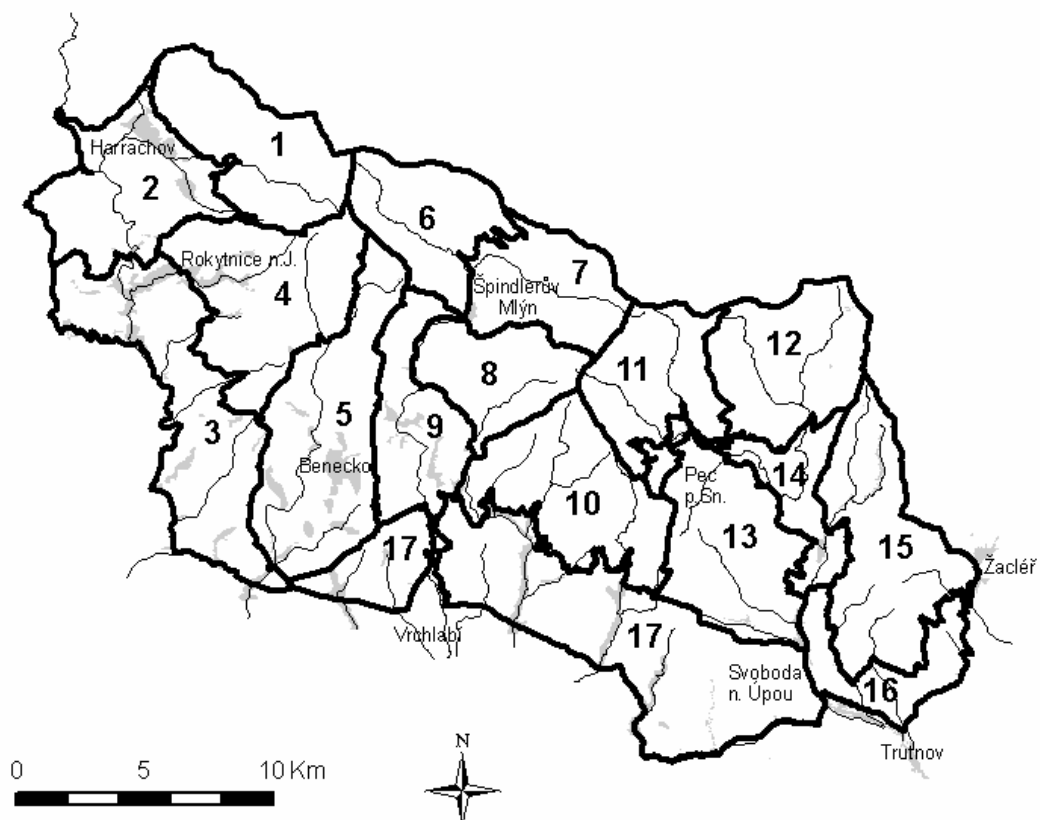 1
Harrachov
2
6
Rokytnice n.J.
7
Špindlerův
Mlýn
4
12
11
8
5
9
3
Benecko
Pec
p.Sn.
14
10
13
15
17
Žacléř
Vrchlabí
17
Svoboda
n. Úpou
16
Trutnov
N
0 5 10 Km